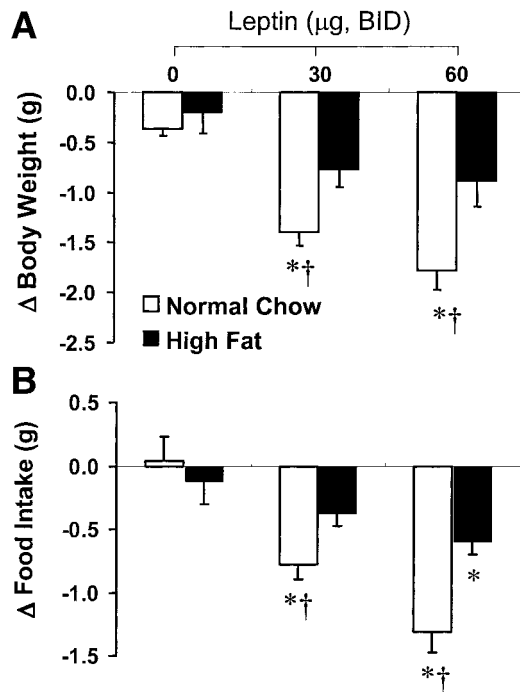 A
Leptin (μg, BID)
0 30 60
0.0
-0.5
-1.0
-1.5
-2.0
-2.5
Δ Body Weight (g)
*†
*†
Normal Chow
High Fat
B
0.5
0.0
-0.5
-1.0
-1.5
Δ Food Intake (g)
*†
*
*†